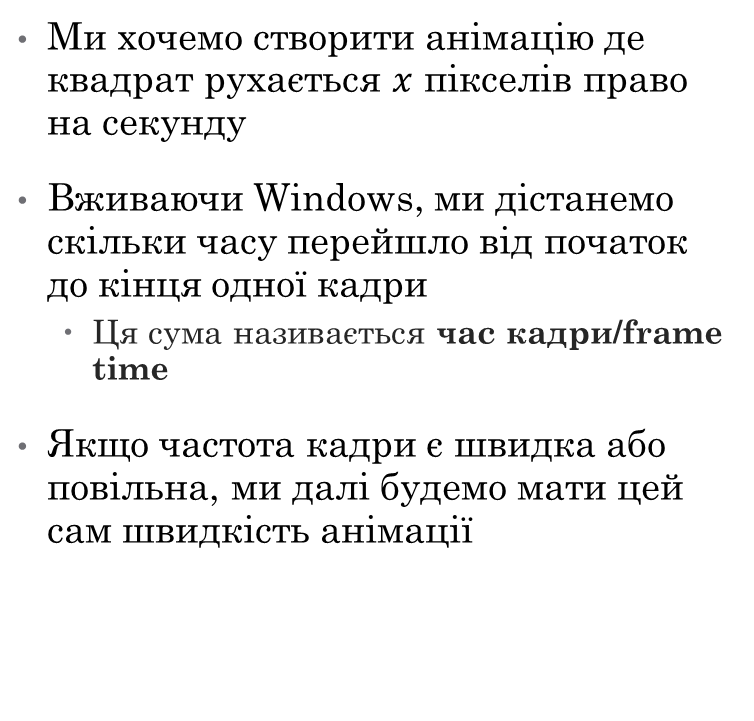 • Ми хочемо створити анімацію де
квадрат рухається x пікселів право
на секунду
• Вживаючи Windows, ми дістанемо
скільки часу перейшло від початок
до кінця одної кадри
• Ця сума називається час кадри/frame
time
• Якщо частота кадри є швидка або
повільна, ми далі будемо мати цей
сам швидкість анімації